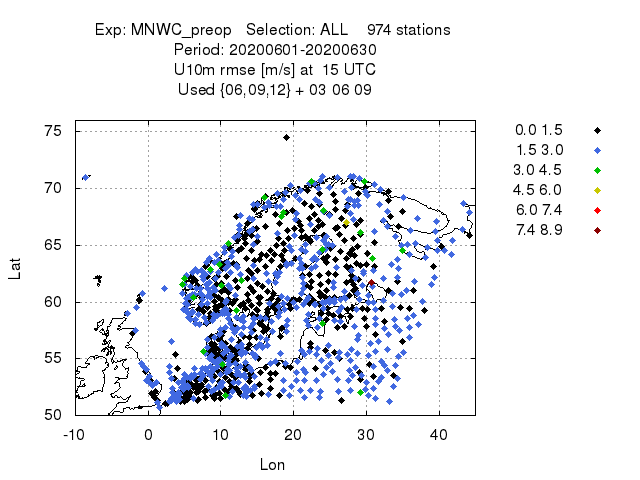 Exp: MNWC_preop   Selection: ALL    974 stations
Period: 20200601-20200630
U10m rmse [m/s] at  15 UTC
Used {06,09,12} + 03 06 09
0.0 1.5
1.5 3.0
3.0 4.5
4.5 6.0
6.0 7.4
7.4 8.9
75
70
65
60
55
50
Lat
-10 0 10 20 30 40
Lon